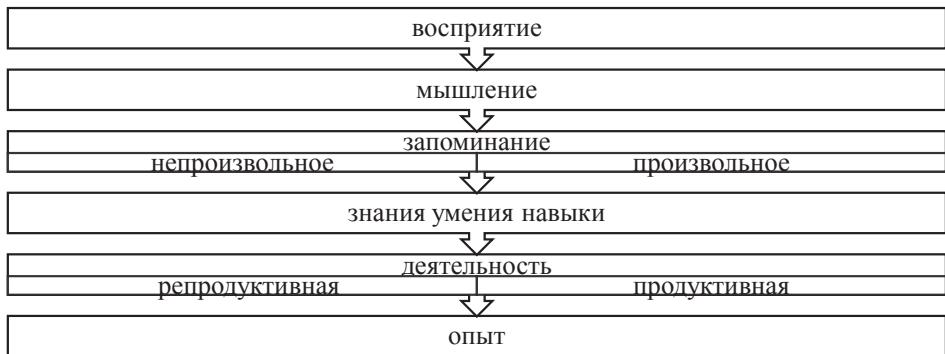 восприятие
мышление
запоминание
непроизвольное произвольное
знания умения навыки
деятельность
репродуктивная продуктивная
опыт